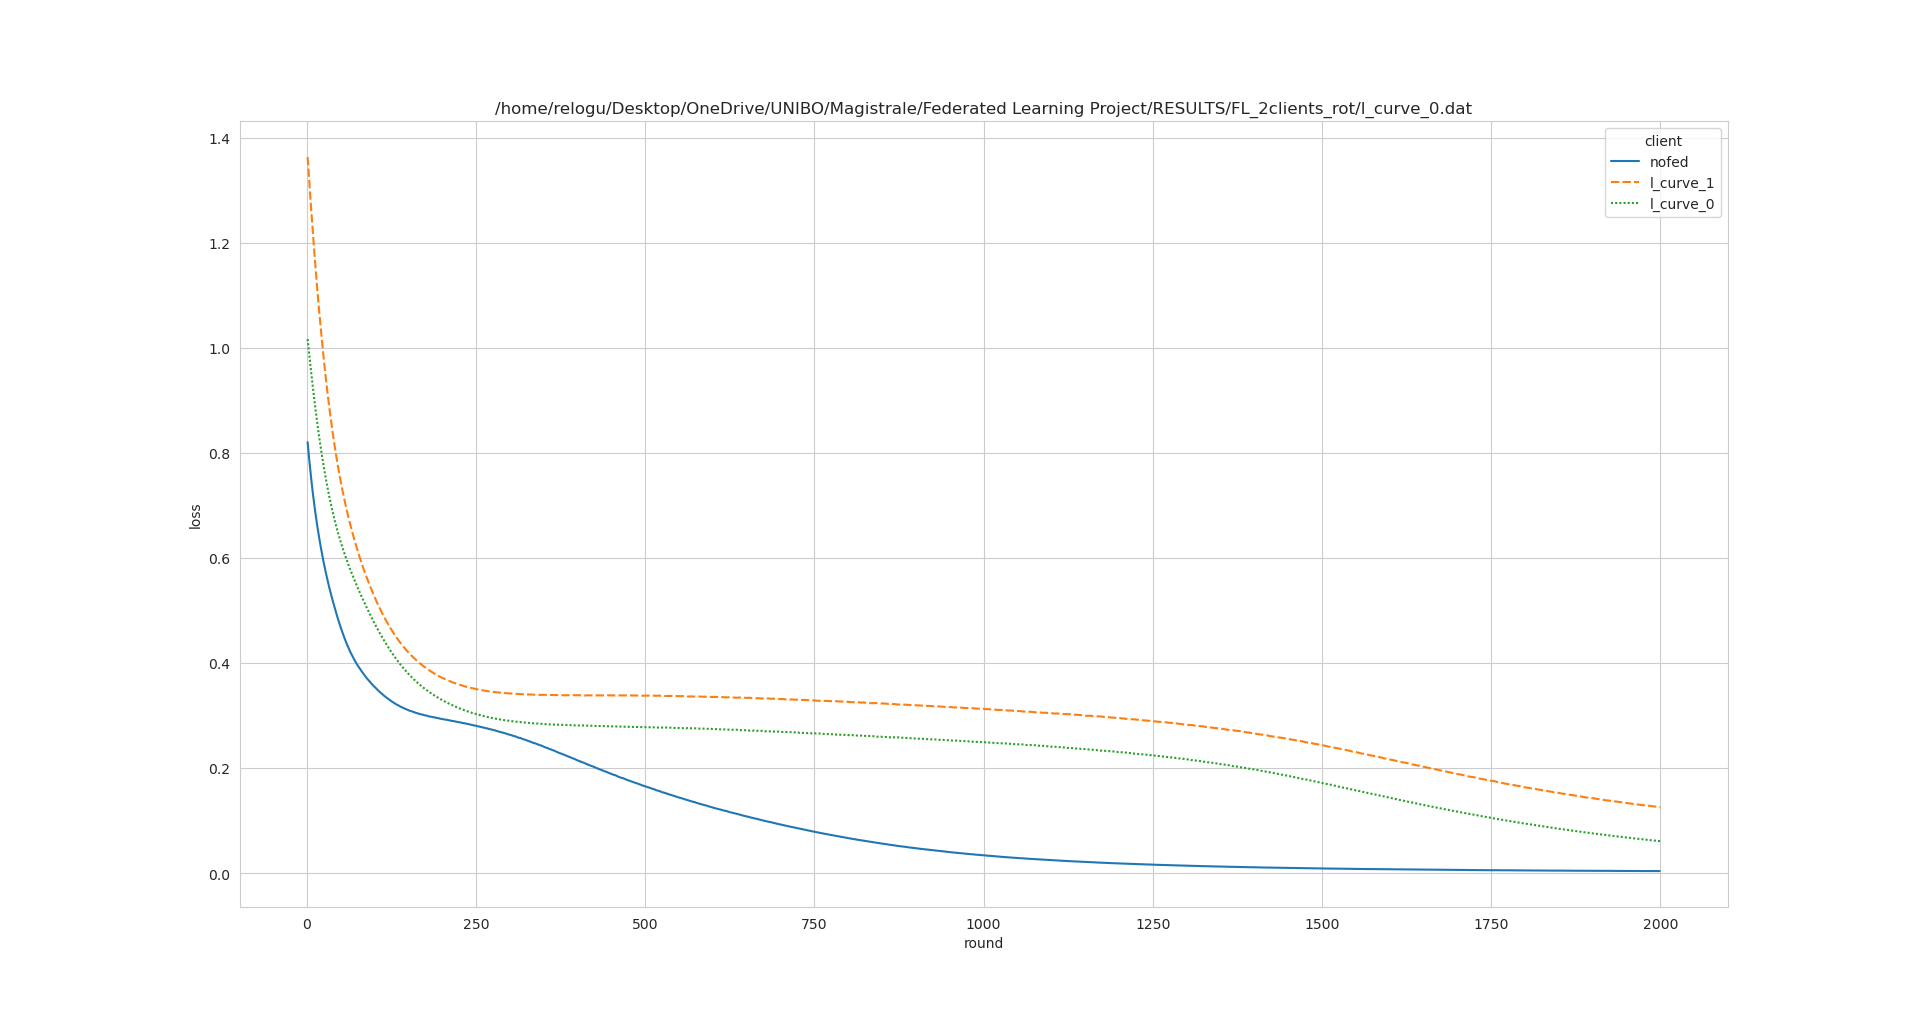 /home/relogu/Desktop/OneDrive/UNIBO/Magistrale/Federated Learning Project/RESULTS/FL_2clients_rot/l_curve_0.dat
client
nofed
l_curve_1
l_curve_0
loss
1.4
1.2
1.0
0.8
0.6
0.4
0.2
0.0
0 250 500 750 1000 1250 1500 1750 2000
round